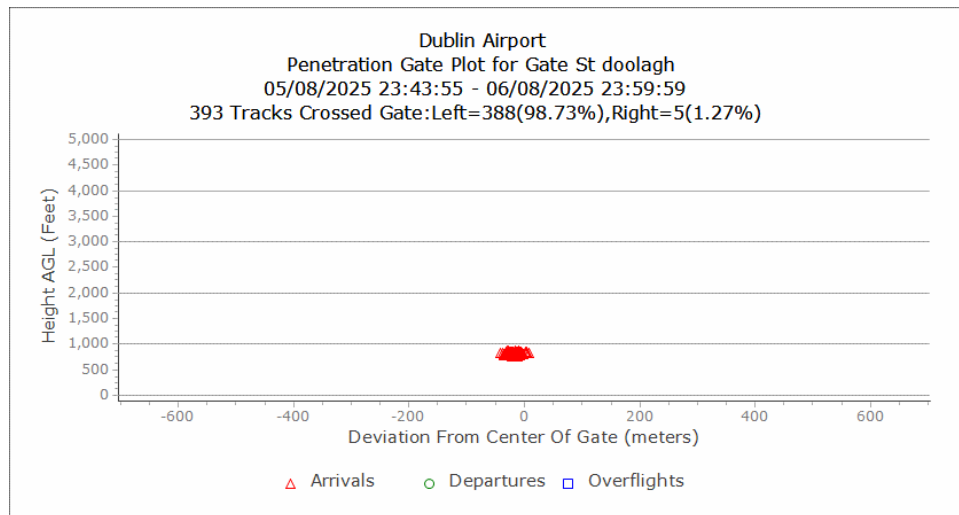 Dublin Airport
Penetration Gate Plot for Gate St doolagh
05/08/2025 23:43:55 - 06/08/2025 23:59:59
393 Tracks Crossed Gate:Left=388(98.73%),Right=5(1.27%)
Height AGL (Feet)
5,000
4,500
4,000
3,500
3,000
2,500
2,000
1,500
1,000
500
0
-600 -400 -200 0 200 400 600
Deviation From Center Of Gate (meters)
Arrivals Departures Overflights